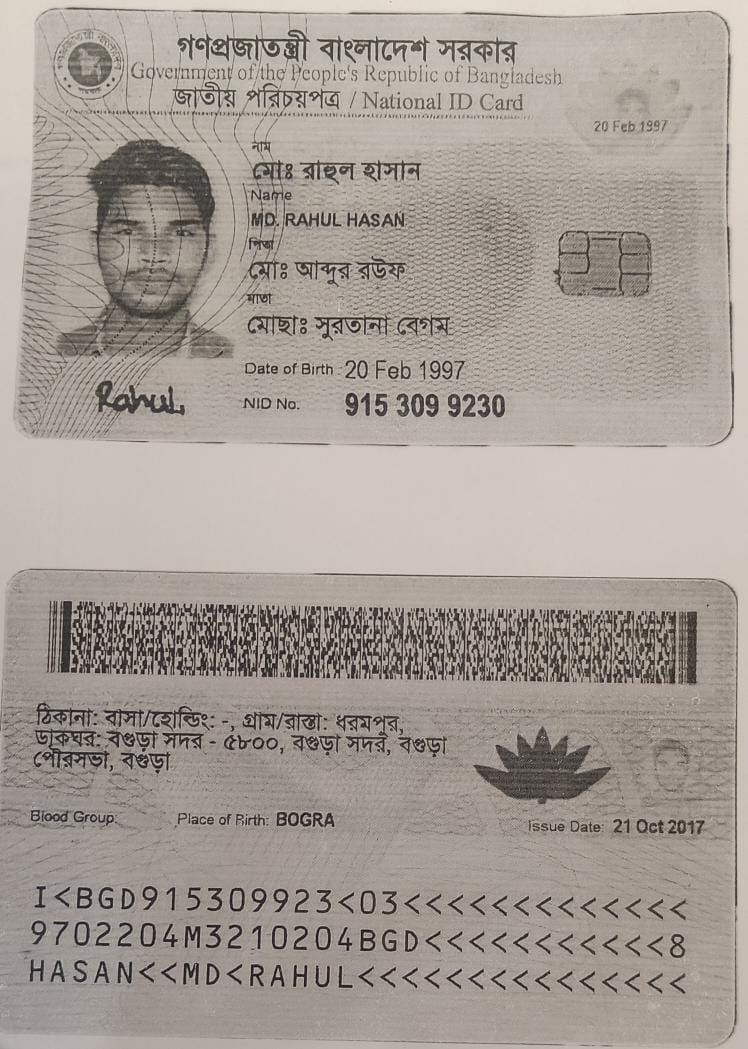 গণপ্রজাতন্ত্রী বাংলাদেশ সরকার
Government of the People's Republic of Bangladesh
জাতীয় পরিচয়পত্র / National ID Card
20 Feb 1997
নাম
মোঃ রাহুল হাসান
Name
MD. RAHUL HASAN
পিতা
মোঃ আব্দুর রউফ
মাতা
মোছাঃ সুরতানা বেগম
Date of Birth 20 Feb 1997
Rahul
NID No. 915 309 9230
ঠিকানা: বাসা/হোল্ডিং: -, গ্রাম/রাস্তা: ধরমপুর,
ডাকঘর: বগুড়া সদর - ৫৮০০, বগুড়া সদর, বগুড়া
পৌরসভা, বগুড়া
Blood Group: Place of Birth: BOGRA
Issue Date: 21 Oct 2017
I<BGD915309923<03<<<<<<<<<<<<<
9702204M3210204BGD<<<<<<<<<<<8
HASAN<<MD<RAHUL<<<<<<<<<<<<<<<